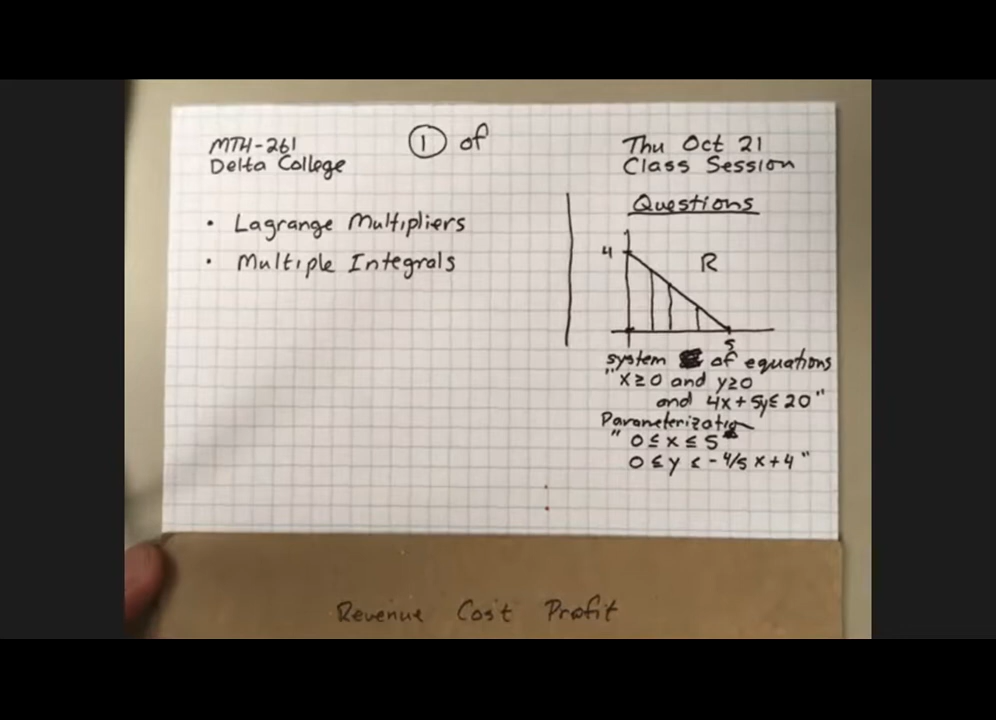 MTH-261
Delta College
1 of
Thu Oct 21
Class Session
• Lagrange Multipliers
• Multiple Integrals
Questions
4
R
5
system of equations
"x ≥ 0 and y ≥ 0
and 4x + 5y ≤ 20"
Parameterization
"0 ≤ x ≤ 5
0 ≤ y ≤ -4/5 x + 4"
Revenue Cost Profit